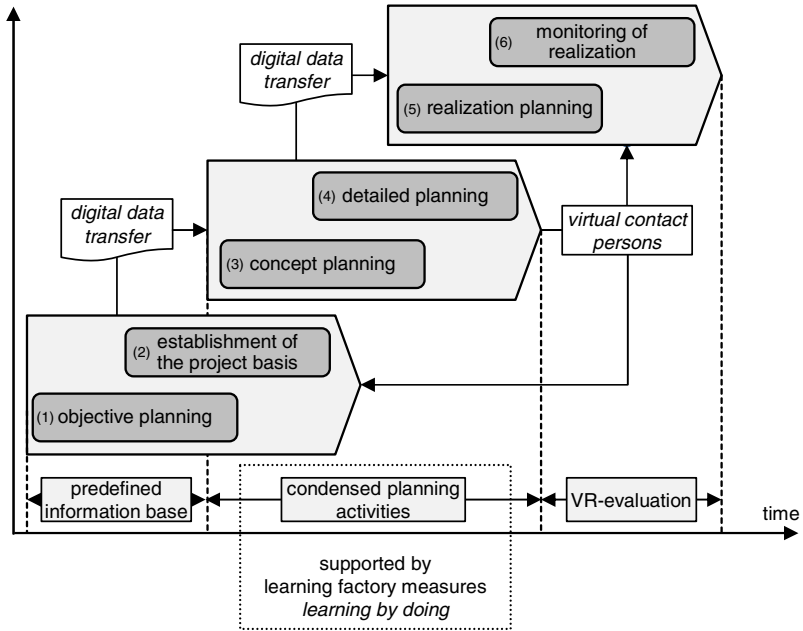 (6) monitoring of
realization
digital data
transfer
(5) realization planning
(4) detailed planning
digital data
transfer
virtual contact
persons
(3) concept planning
(2) establishment of
the project basis
(1) objective planning
predefined
information base
condensed planning
activities
VR-evaluation
time
supported by
learning factory measures
learning by doing